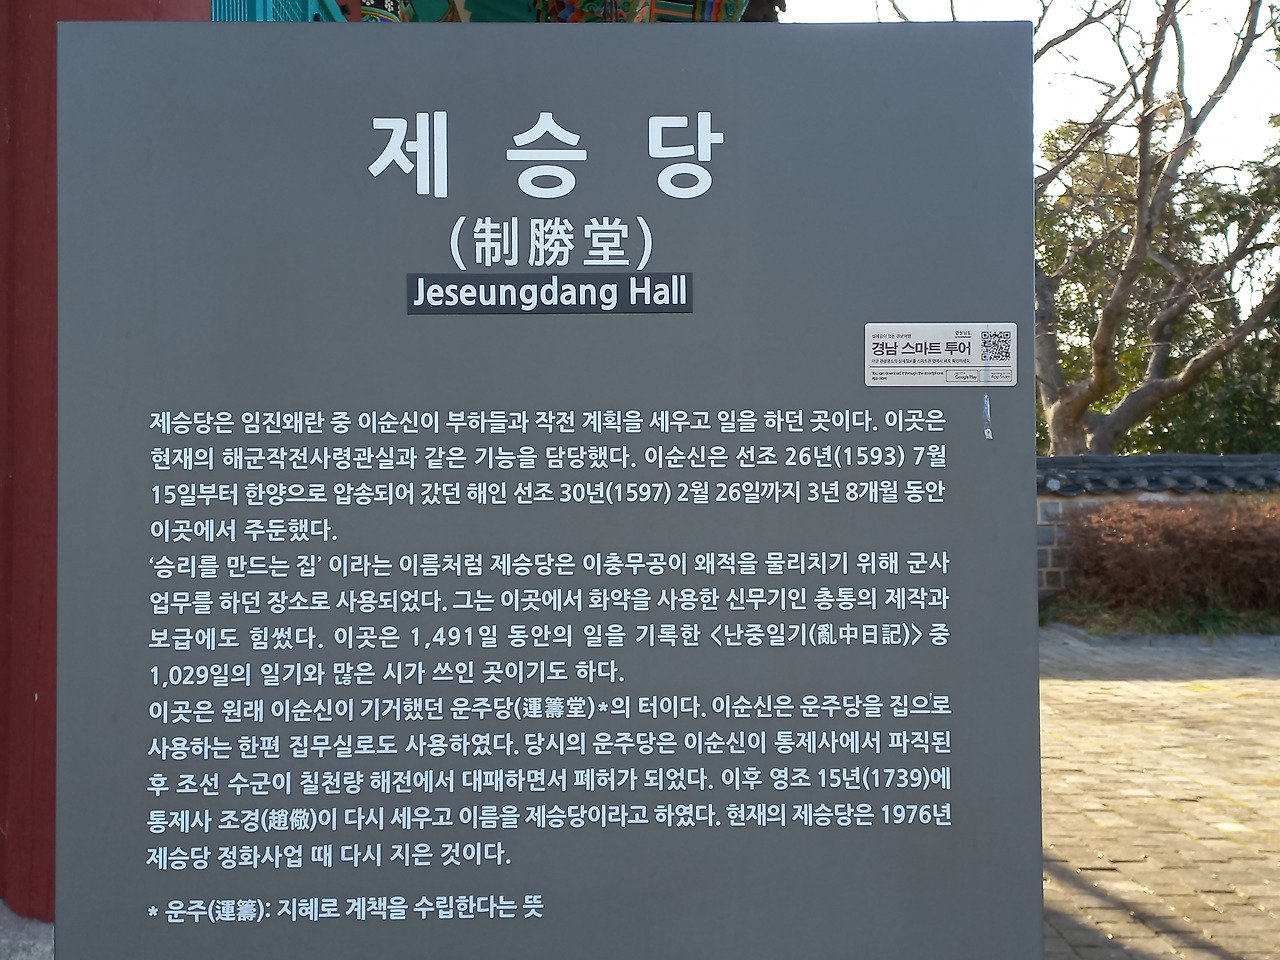 제승당
(制勝堂)
Jeseungdang Hall
경상남도
경남 스마트 투어
You can download it through the smartphone
app store.
Google Play
App Store
제승당은 임진왜란 중 이순신이 부하들과 작전 계획을 세우고 일을 하던 곳이다. 이곳은
현재의 해군작전사령관실과 같은 기능을 담당했다. 이순신은 선조 26년(1593) 7월
15일부터 한양으로 압송되어 갔던 해인 선조 30년(1597) 2월 26일까지 3년 8개월 동안
이곳에서 주둔했다.
‘승리를 만드는 집’ 이라는 이름처럼 제승당은 이충무공이 왜적을 물리치기 위해 군사
업무를 하던 장소로 사용되었다. 그는 이곳에서 화약을 사용한 신무기인 총통의 제작과
보급에도 힘썼다. 이곳은 1,491일 동안의 일을 기록한 <난중일기(亂中日記)> 중
1,029일의 일기와 많은 시가 쓰인 곳이기도 하다.
이곳은 원래 이순신이 기거했던 운주당(運籌堂)*의 터이다. 이순신은 운주당을 집으로
사용하는 한편 집무실로도 사용하였다. 당시의 운주당은 이순신이 통제사에서 파직된
후 조선 수군이 칠천량 해전에서 대패하면서 폐허가 되었다. 이후 영조 15년(1739)에
통제사 조경(趙儆)이 다시 세우고 이름을 제승당이라고 하였다. 현재의 제승당은 1976년
제승당 정화사업 때 다시 지은 것이다.
* 운주(運籌): 지혜로 계책을 수립한다는 뜻